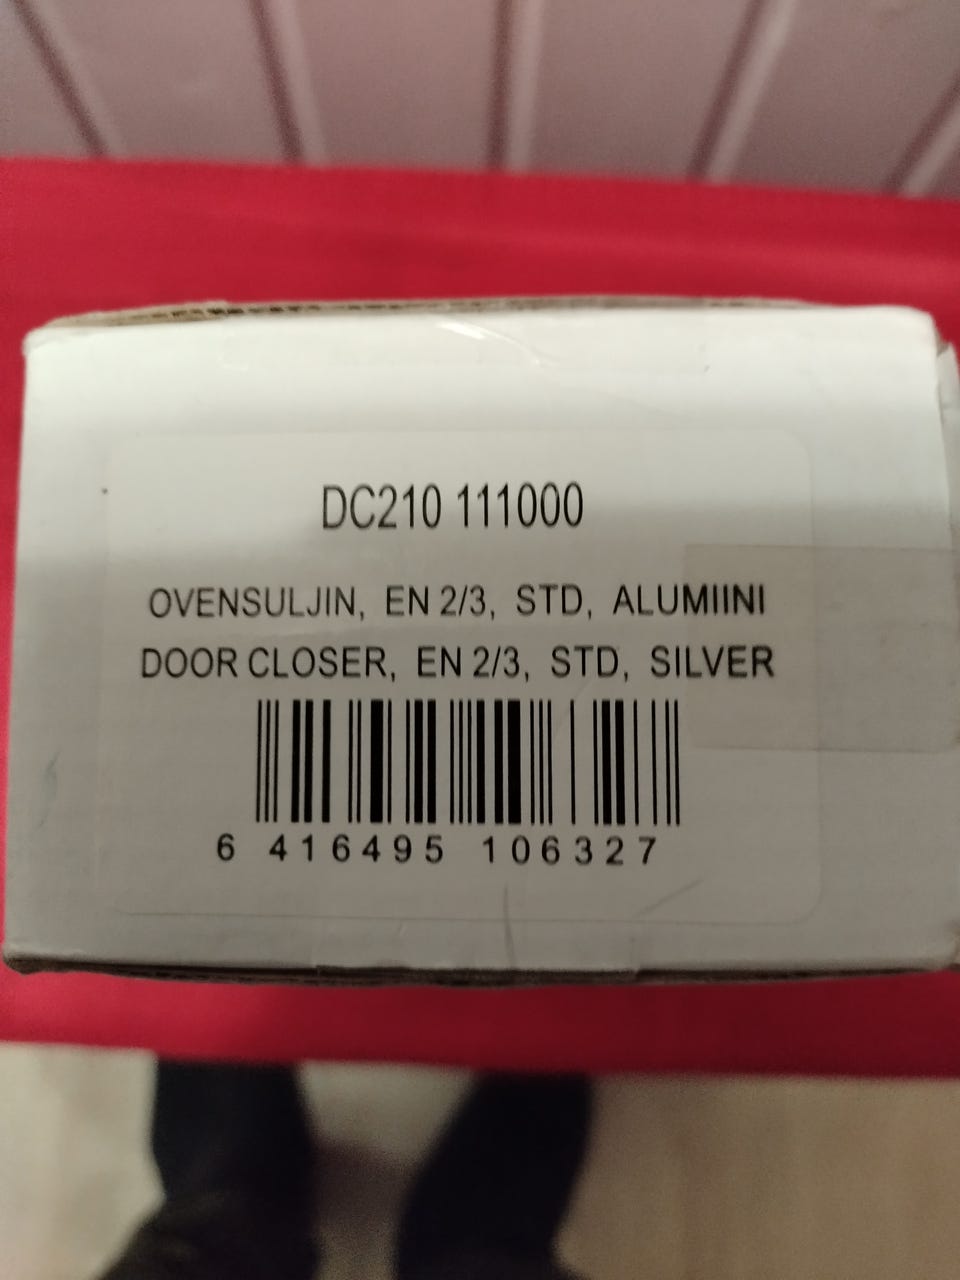 DC210 111000
OVENSULJIN, EN 2/3, STD, ALUMIINI
DOOR CLOSER, EN 2/3, STD, SILVER
6 416495 106327